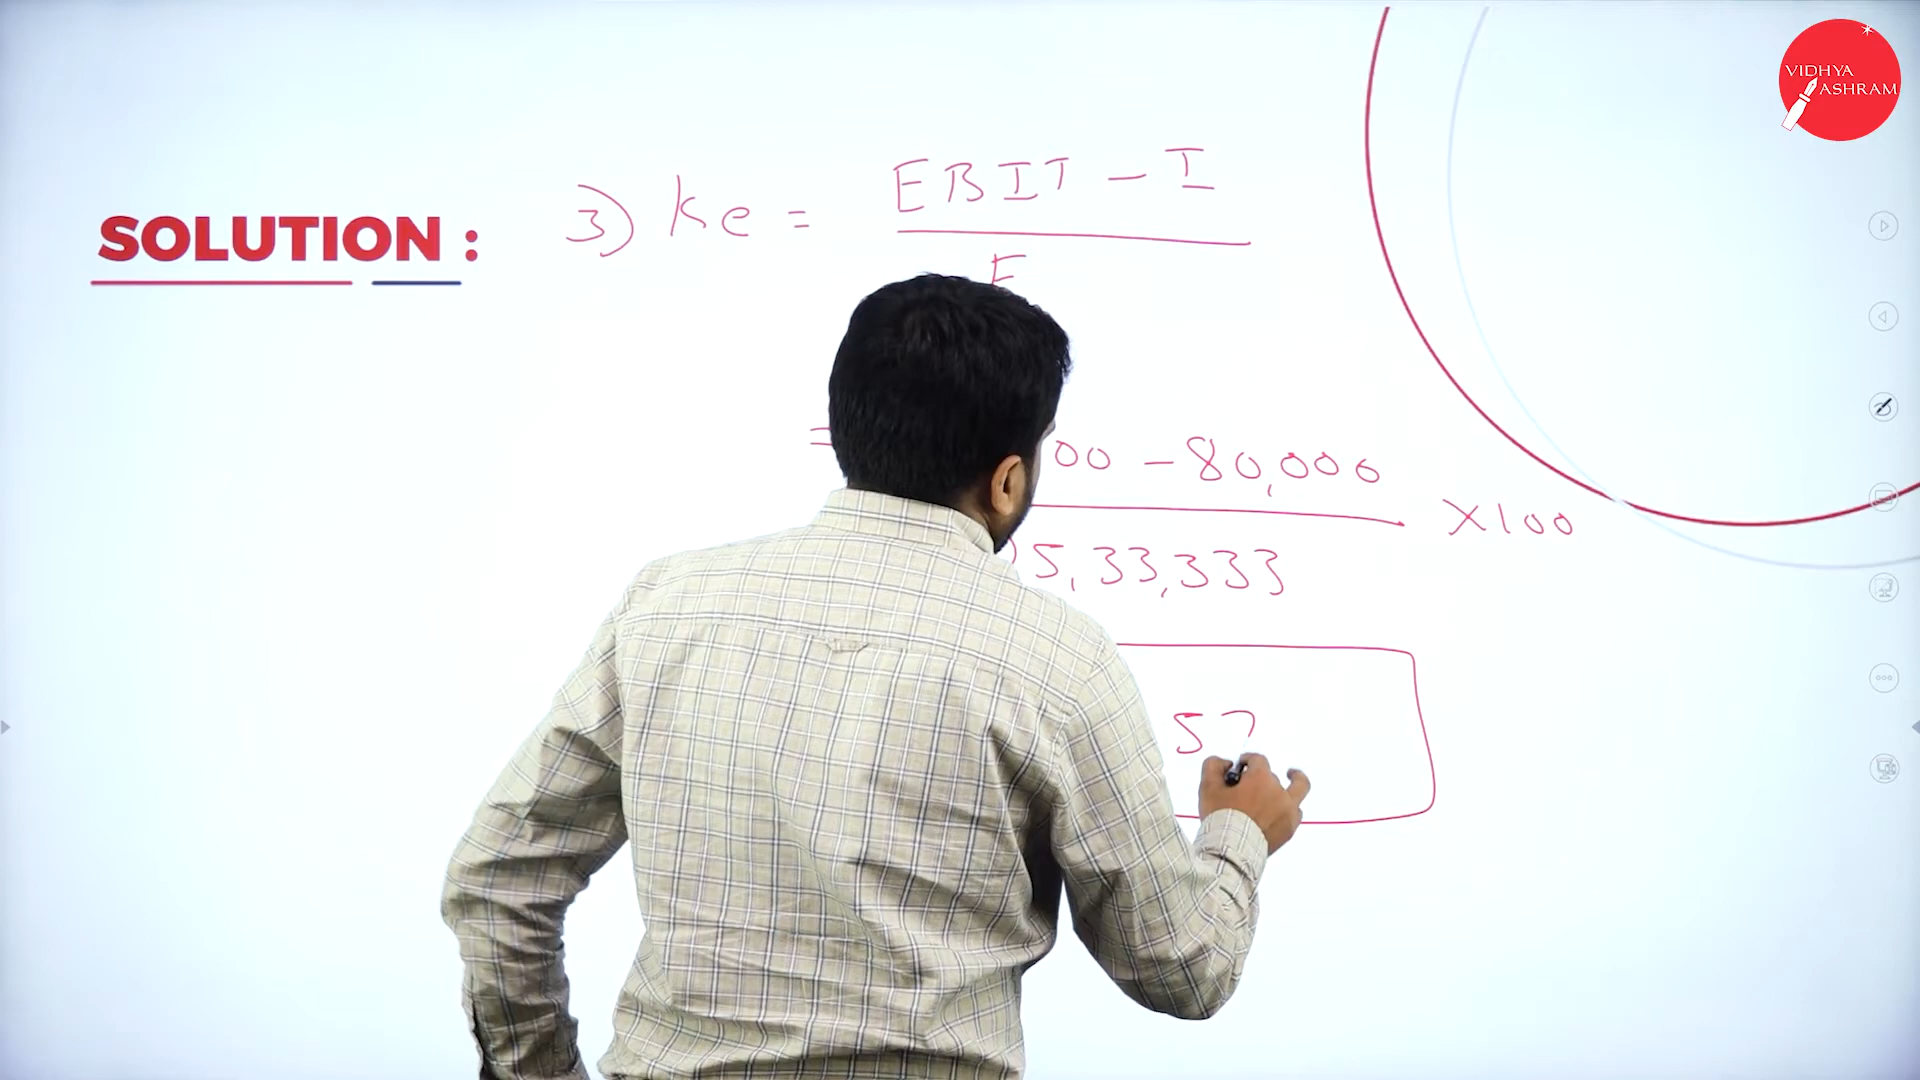 VIDHYA
ASHRAM
SOLUTION :
3) Ke = EBIT - I
E
= 00 - 80,000
× 100
5,33,333
57